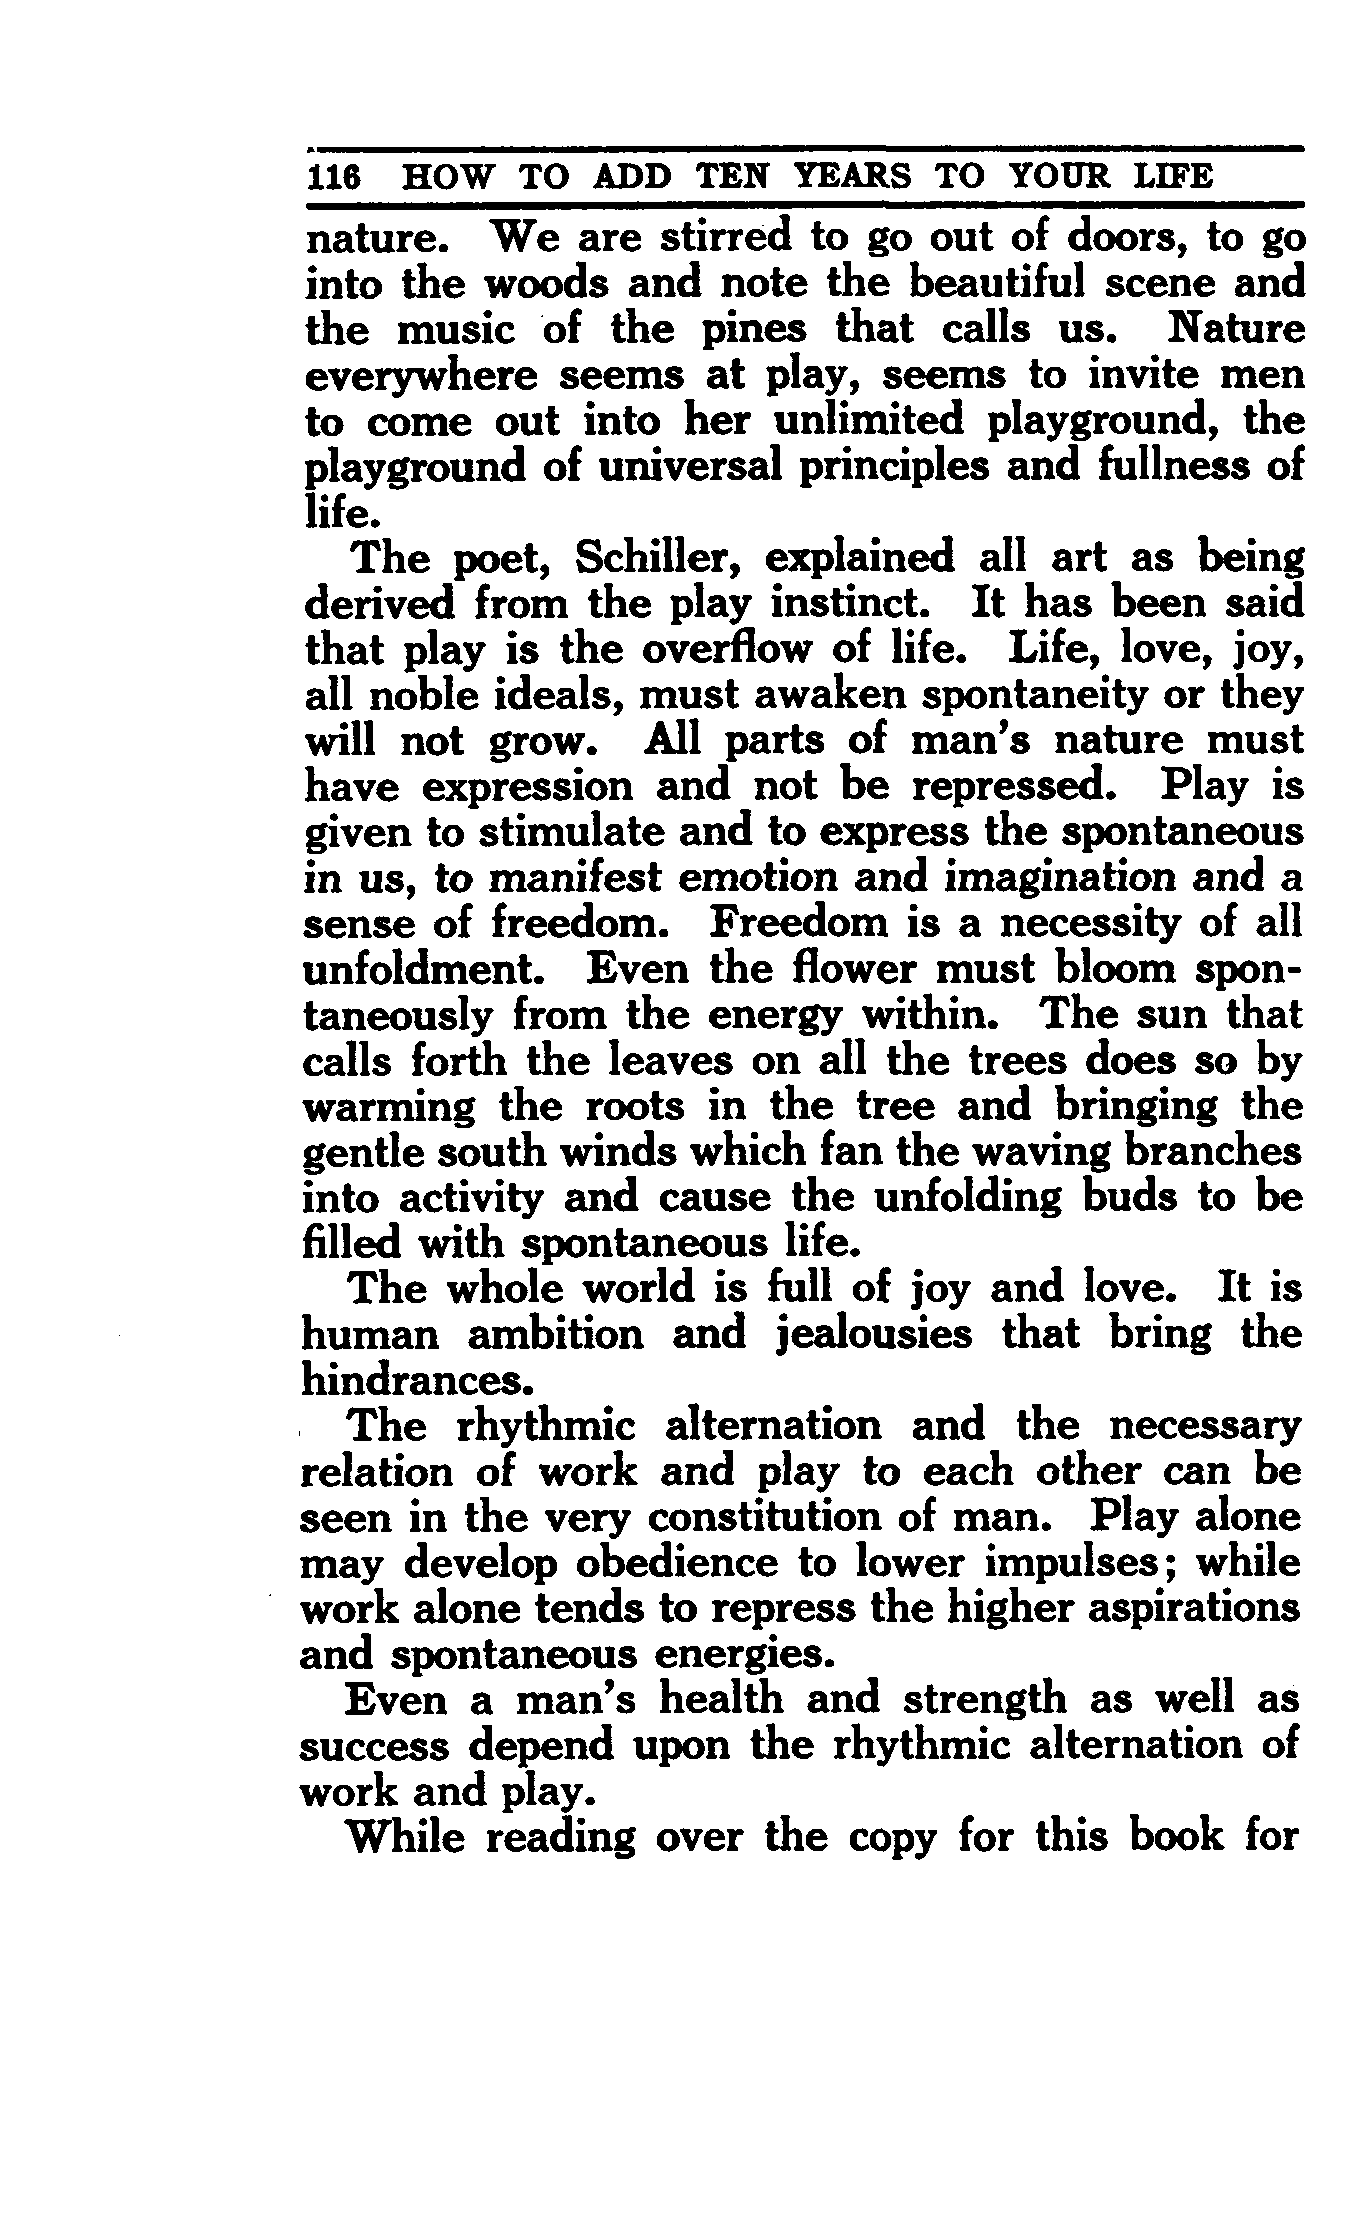 116 HOW TO ADD TEN YEARS TO YOUR LIFE
nature. We are stirred to go out of doors, to go
into the woods and note the beautiful scene and
the music of the pines that calls us. Nature
everywhere seems at play, seems to invite men
to come out into her unlimited playground, the
playground of universal principles and fullness of
life.
The poet, Schiller, explained all art as being
derived from the play instinct. It has been said
that play is the overflow of life. Life, love, joy,
all noble ideals, must awaken spontaneity or they
will not grow. All parts of man's nature must
have expression and not be repressed. Play is
given to stimulate and to express the spontaneous
in us, to manifest emotion and imagination and a
sense of freedom. Freedom is a necessity of all
unfoldment. Even the flower must bloom spon-
taneously from the energy within. The sun that
calls forth the leaves on all the trees does so by
warming the roots in the tree and bringing the
gentle south winds which fan the waving branches
into activity and cause the unfolding buds to be
filled with spontaneous life.
The whole world is full of joy and love. It is
human ambition and jealousies that bring the
hindrances.
The rhythmic alternation and the necessary
relation of work and play to each other can be
seen in the very constitution of man. Play alone
may develop obedience to lower impulses; while
work alone tends to repress the higher aspirations
and spontaneous energies.
Even a man's health and strength as well as
success depend upon the rhythmic alternation of
work and play.
While reading over the copy for this book for